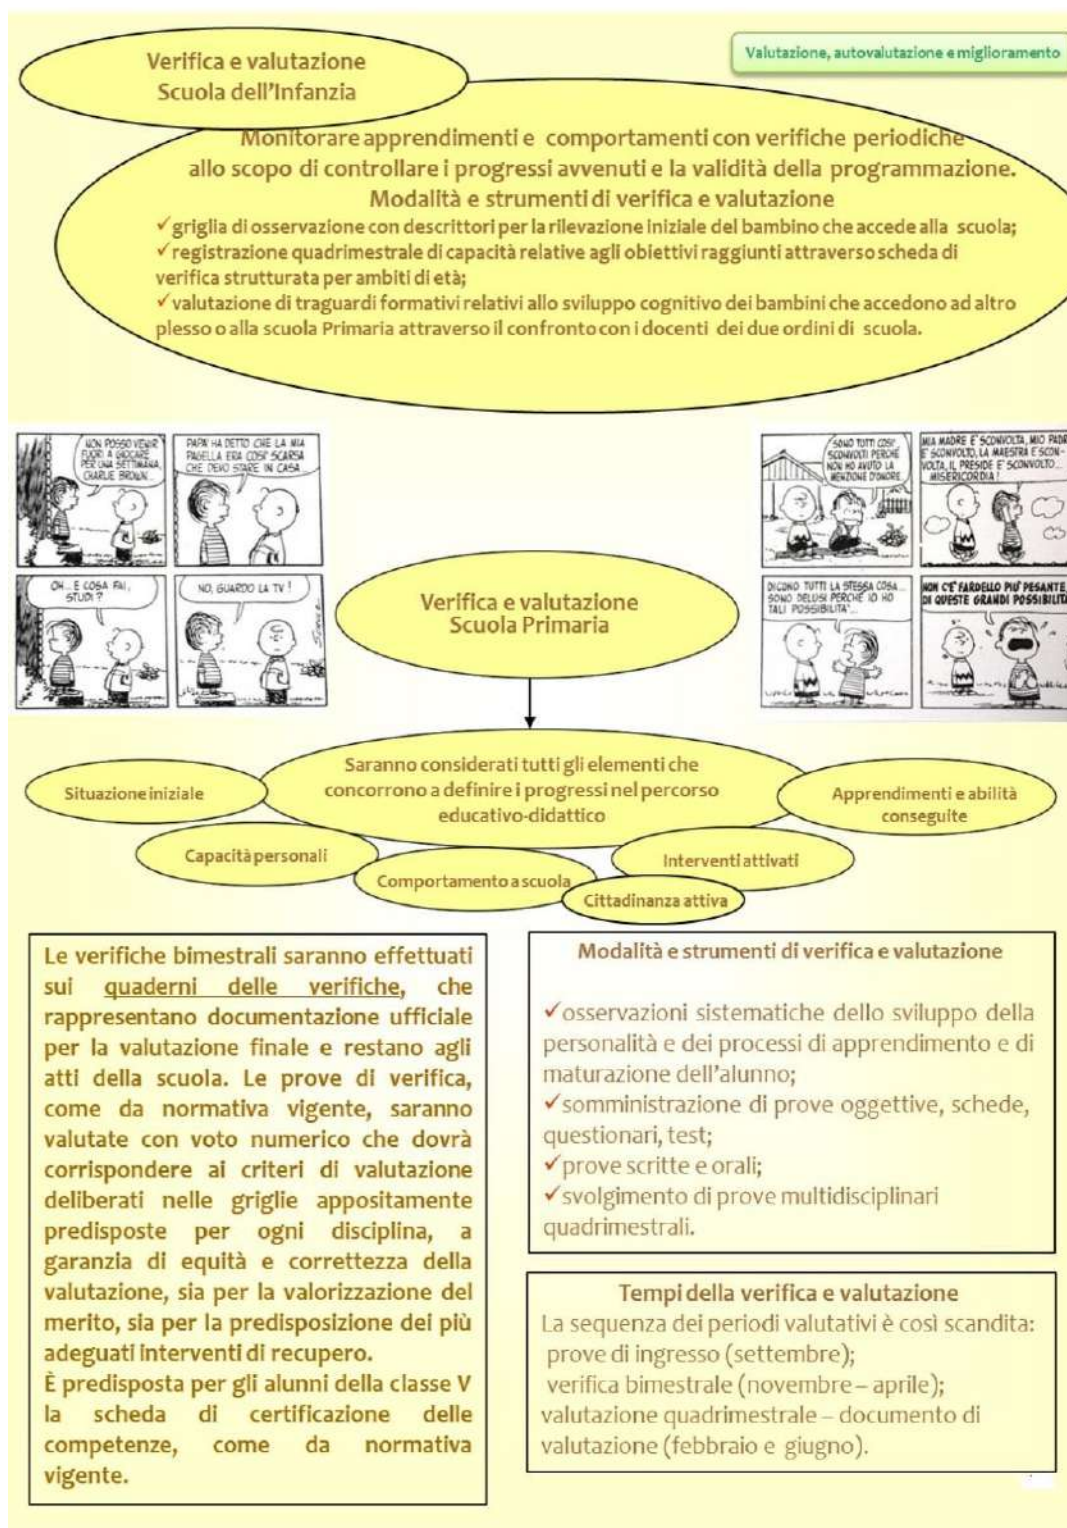 Verifica e valutazione
Scuola dell'Infanzia
Valutazione, autovalutazione e miglioramento
Monitorare apprendimenti e comportamenti con verifiche periodiche
allo scopo di controllare i progressi avvenuti e la validità della programmazione.
Modalità e strumenti di verifica e valutazione
✓griglia di osservazione con descrittori per la rilevazione iniziale del bambino che accede alla scuola;
✓registrazione quadrimestrale di capacità relative agli obiettivi raggiunti attraverso scheda di
verifica strutturata per ambiti di età;
✓valutazione di traguardi formativi relativi allo sviluppo cognitivo dei bambini che accedono ad altro
plesso o alla scuola Primaria attraverso il confronto con i docenti dei due ordini di scuola.
NON POSSO VENIR
FUORI A GIOCARE
PER UNA SETTIMANA,
CHARLIE BROWN...
PAPA' HA DETTO CHE LA MIA
PAGELLA ERA COSI' SCARSA
CHE DEVO STARE IN CASA...
OH... E COSA FAI,
STUDI?
NO, GUARDO LA TV!
SONO TUTTI COSI'
SCONVOLTI PERCHÉ
NON HO AVUTO LA
MENZIONE D'ONORE
MIA MADRE E' SCONVOLTA, MIO PADR
E' SCONVOLTO, LA MAESTRA E' SCON-
VOLTA, IL PRESIDE E' SCONVOLTO...
MISERICORDIA!
DICONO TUTTI LA STESSA COSA...
SONO DELUSI PERCHÉ IO HO
TALI POSSIBILITA'...
NON C'E' FARDELLO PIU' PESANTE
DI QUESTE GRANDI POSSIBILITA
Verifica e valutazione
Scuola Primaria
Saranno considerati tutti gli elementi che
concorrono a definire i progressi nel percorso
educativo-didattico
Situazione iniziale
Apprendimenti e abilità
conseguite
Capacità personali
Interventi attivati
Comportamento a scuola
Cittadinanza attiva
Le verifiche bimestrali saranno effettuati
sui quaderni delle verifiche, che
rappresentano documentazione ufficiale
per la valutazione finale e restano agli
atti della scuola. Le prove di verifica,
come da normativa vigente, saranno
valutate con voto numerico che dovrà
corrispondere ai criteri di valutazione
deliberati nelle griglie appositamente
predisposte per ogni disciplina, a
garanzia di equità e correttezza della
valutazione, sia per la valorizzazione del
merito, sia per la predisposizione dei più
adeguati interventi di recupero.
È predisposta per gli alunni della classe V
la scheda di certificazione delle
competenze, come da normativa
vigente.
Modalità e strumenti di verifica e valutazione
✓osservazioni sistematiche dello sviluppo della
personalità e dei processi di apprendimento e di
maturazione dell'alunno;
✓somministrazione di prove oggettive, schede,
questionari, test;
✓prove scritte e orali;
✓svolgimento di prove multidisciplinari
quadrimestrali.
Tempi della verifica e valutazione
La sequenza dei periodi valutativi è così scandita:
prove di ingresso (settembre);
verifica bimestrale (novembre – aprile);
valutazione quadrimestrale – documento di
valutazione (febbraio e giugno).